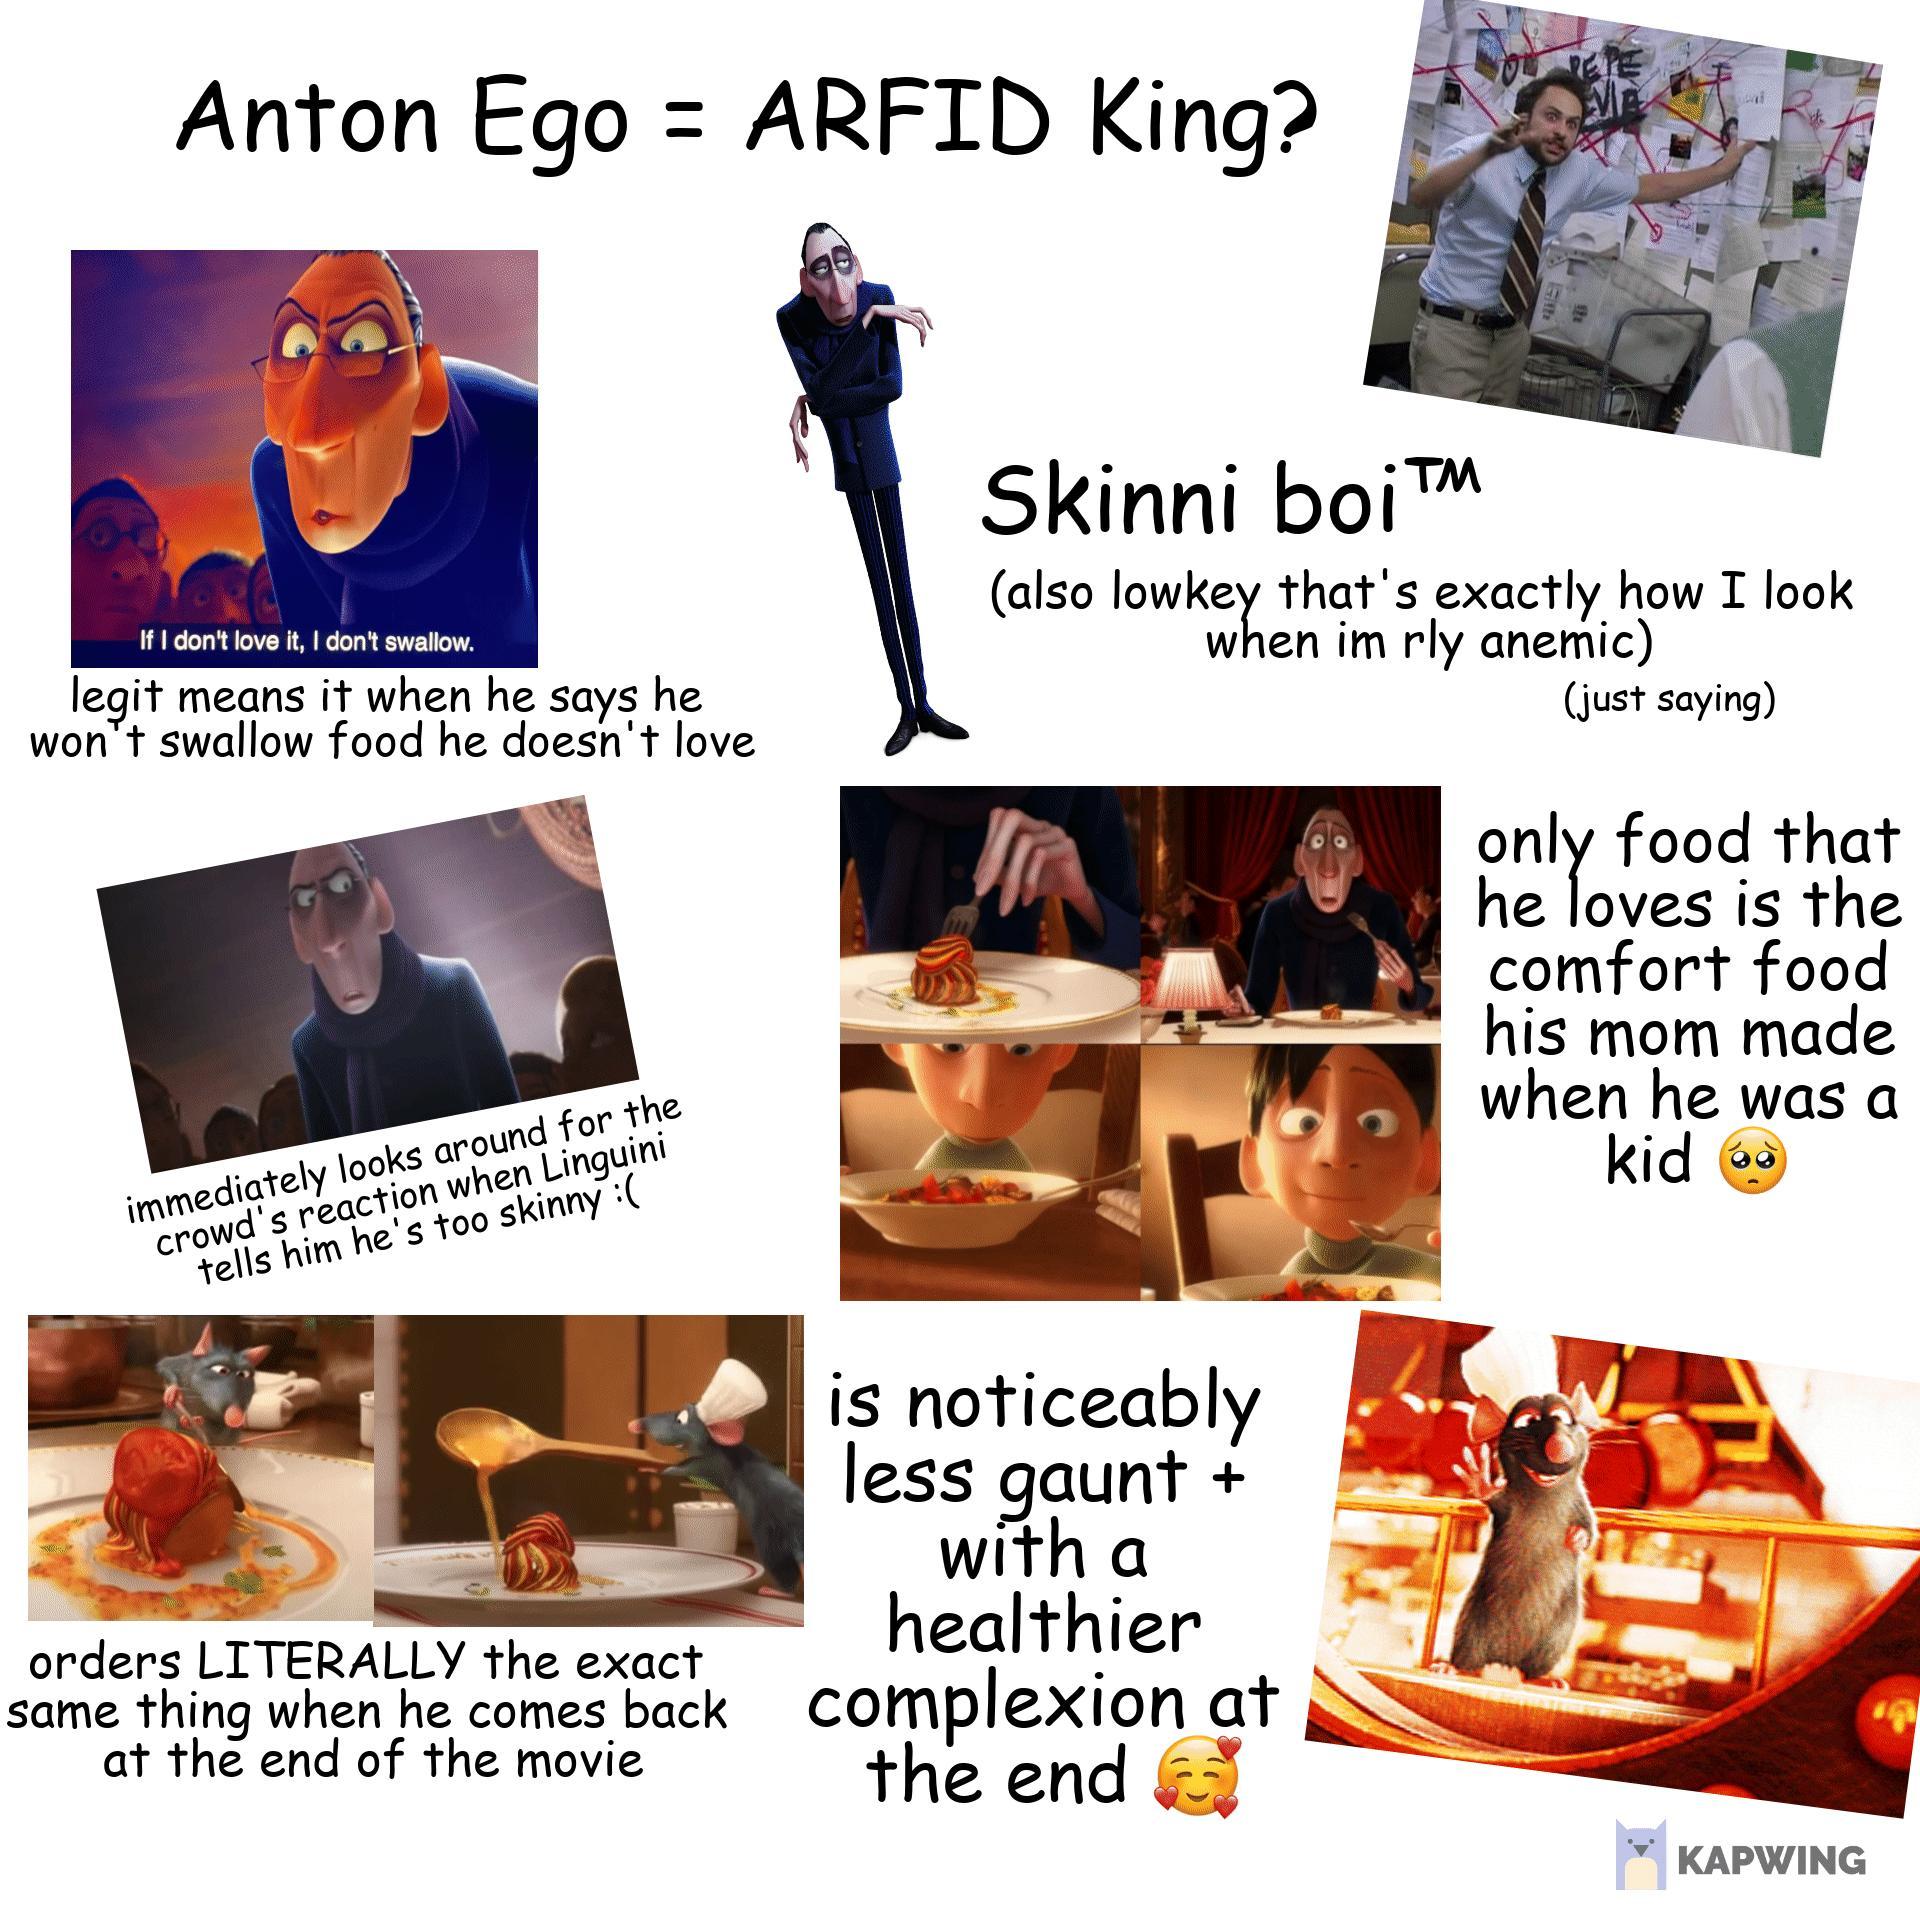 Anton Ego = ARFID King?
PEPE
SILVIA
If I don't love it, I don't swallow.
legit means it when he says he
won't swallow food he doesn't love
Skinni boi™
(also lowkey that's exactly how I look
when im rly anemic)
(just saying)
only food that
he loves is the
comfort food
his mom made
when he was a
kid 🥺
immediately looks around for the
crowd's reaction when Linguini
tells him he's too skinny :(
orders LITERALLY the exact
same thing when he comes back
at the end of the movie
is noticeably
less gaunt +
with a
healthier
complexion at
the end 🥰
KAPWING